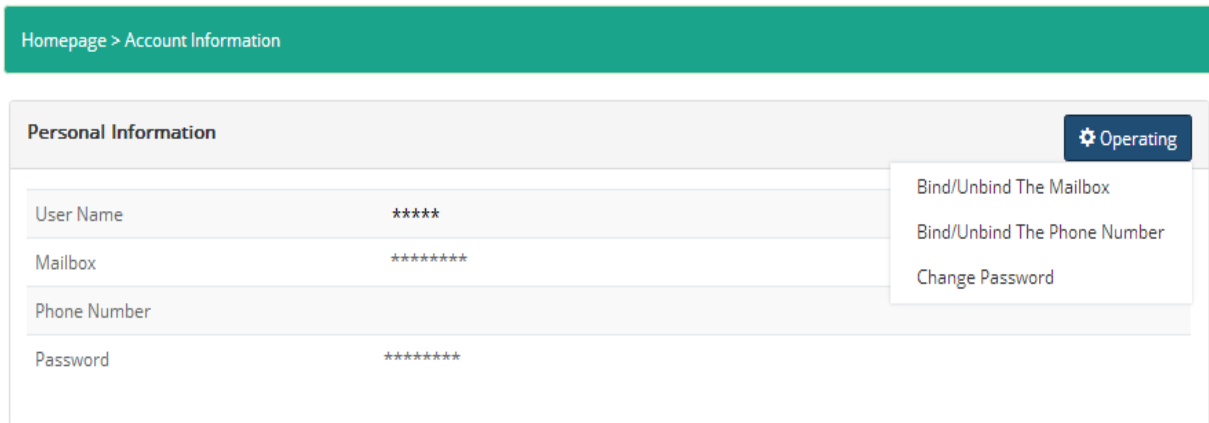 Homepage > Account Information
Personal Information
Operating
Bind/Unbind The Mailbox
Bind/Unbind The Phone Number
Change Password
User Name *****
Mailbox ********
Phone Number
Password ********